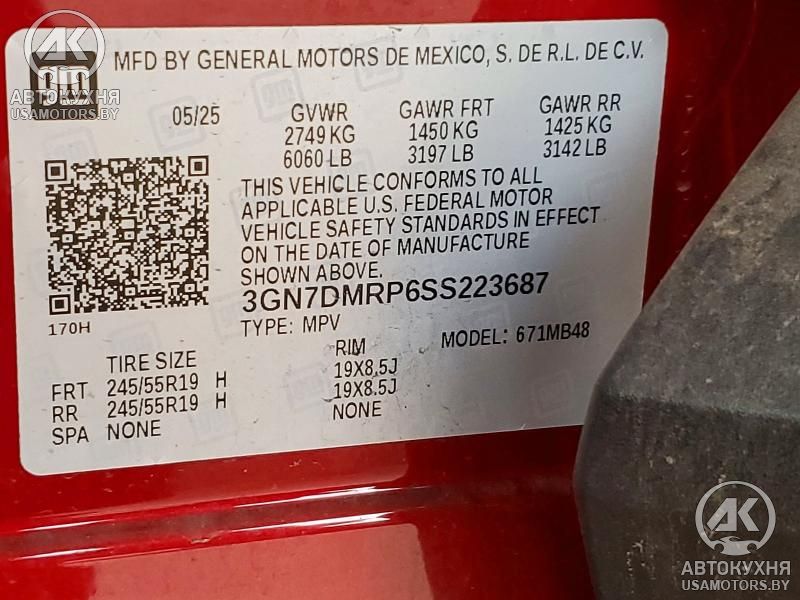 MFD BY GENERAL MOTORS DE MEXICO, S. DE R.L. DE C.V.
gm
AK
АВТОКУХНЯ
USAMOTORS.BY
05/25 GVWR GAWR FRT GAWR RR
2749 KG 1450 KG 1425 KG
6060 LB 3197 LB 3142 LB
THIS VEHICLE CONFORMS TO ALL
APPLICABLE U.S. FEDERAL MOTOR
VEHICLE SAFETY STANDARDS IN EFFECT
ON THE DATE OF MANUFACTURE
SHOWN ABOVE.
3GN7DMRP6SS223687
170H
TYPE: MPV MODEL: 671MB48
TIRE SIZE RIM
FRT 245/55R19 H 19X8.5J
RR 245/55R19 H 19X8.5J
SPA NONE NONE
AK
АВТОКУХНЯ
USAMOTORS.BY